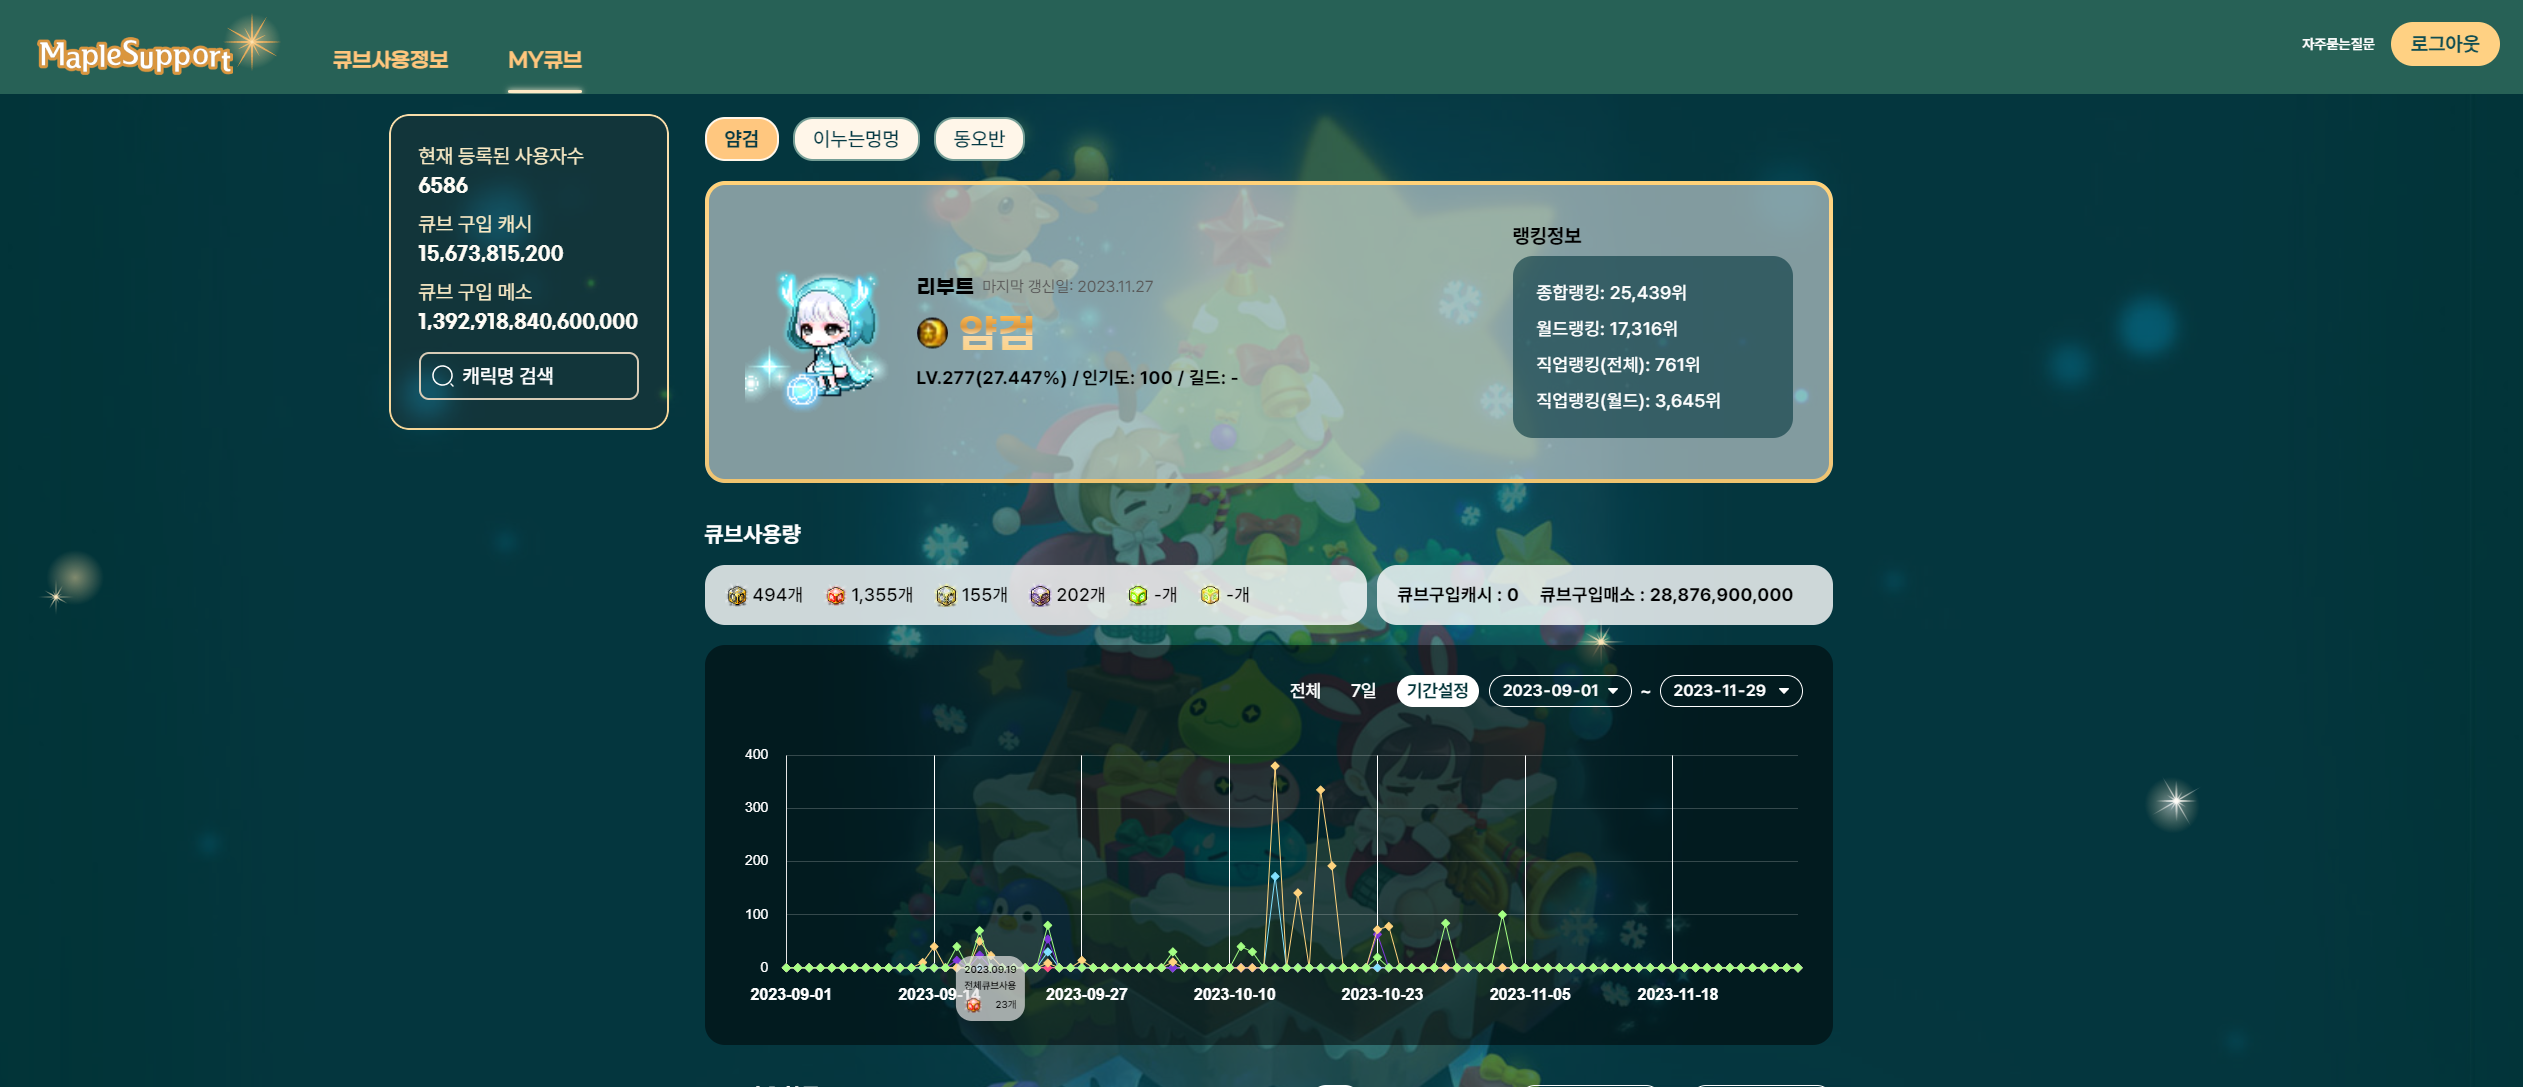 MapleSupport
큐브사용정보 MY큐브
자주묻는질문 로그아웃
현재 등록된 사용자수
6586
큐브 구입 캐시
15,673,815,200
큐브 구입 메소
1,392,918,840,600,000
캐릭명 검색
얌검 이누는멍멍 동오반
리부트 마지막 갱신일: 2023.11.27
얌검
LV.277(27.447%) / 인기도: 100 / 길드: -
랭킹정보
종합랭킹: 25,439위
월드랭킹: 17,316위
직업랭킹(전체): 761위
직업랭킹(월드): 3,645위
큐브사용량
494개 1,355개 155개 202개 -개 -개
큐브구입캐시 : 0 큐브구입매소 : 28,876,900,000
전체 7일 기간설정 2023-09-01 ~ 2023-11-29
400
300
200
100
0
2023-09-01 2023-09-14 2023-09-27 2023-10-10 2023-10-23 2023-11-05 2023-11-18
2023.09.19
전체큐브사용
23개